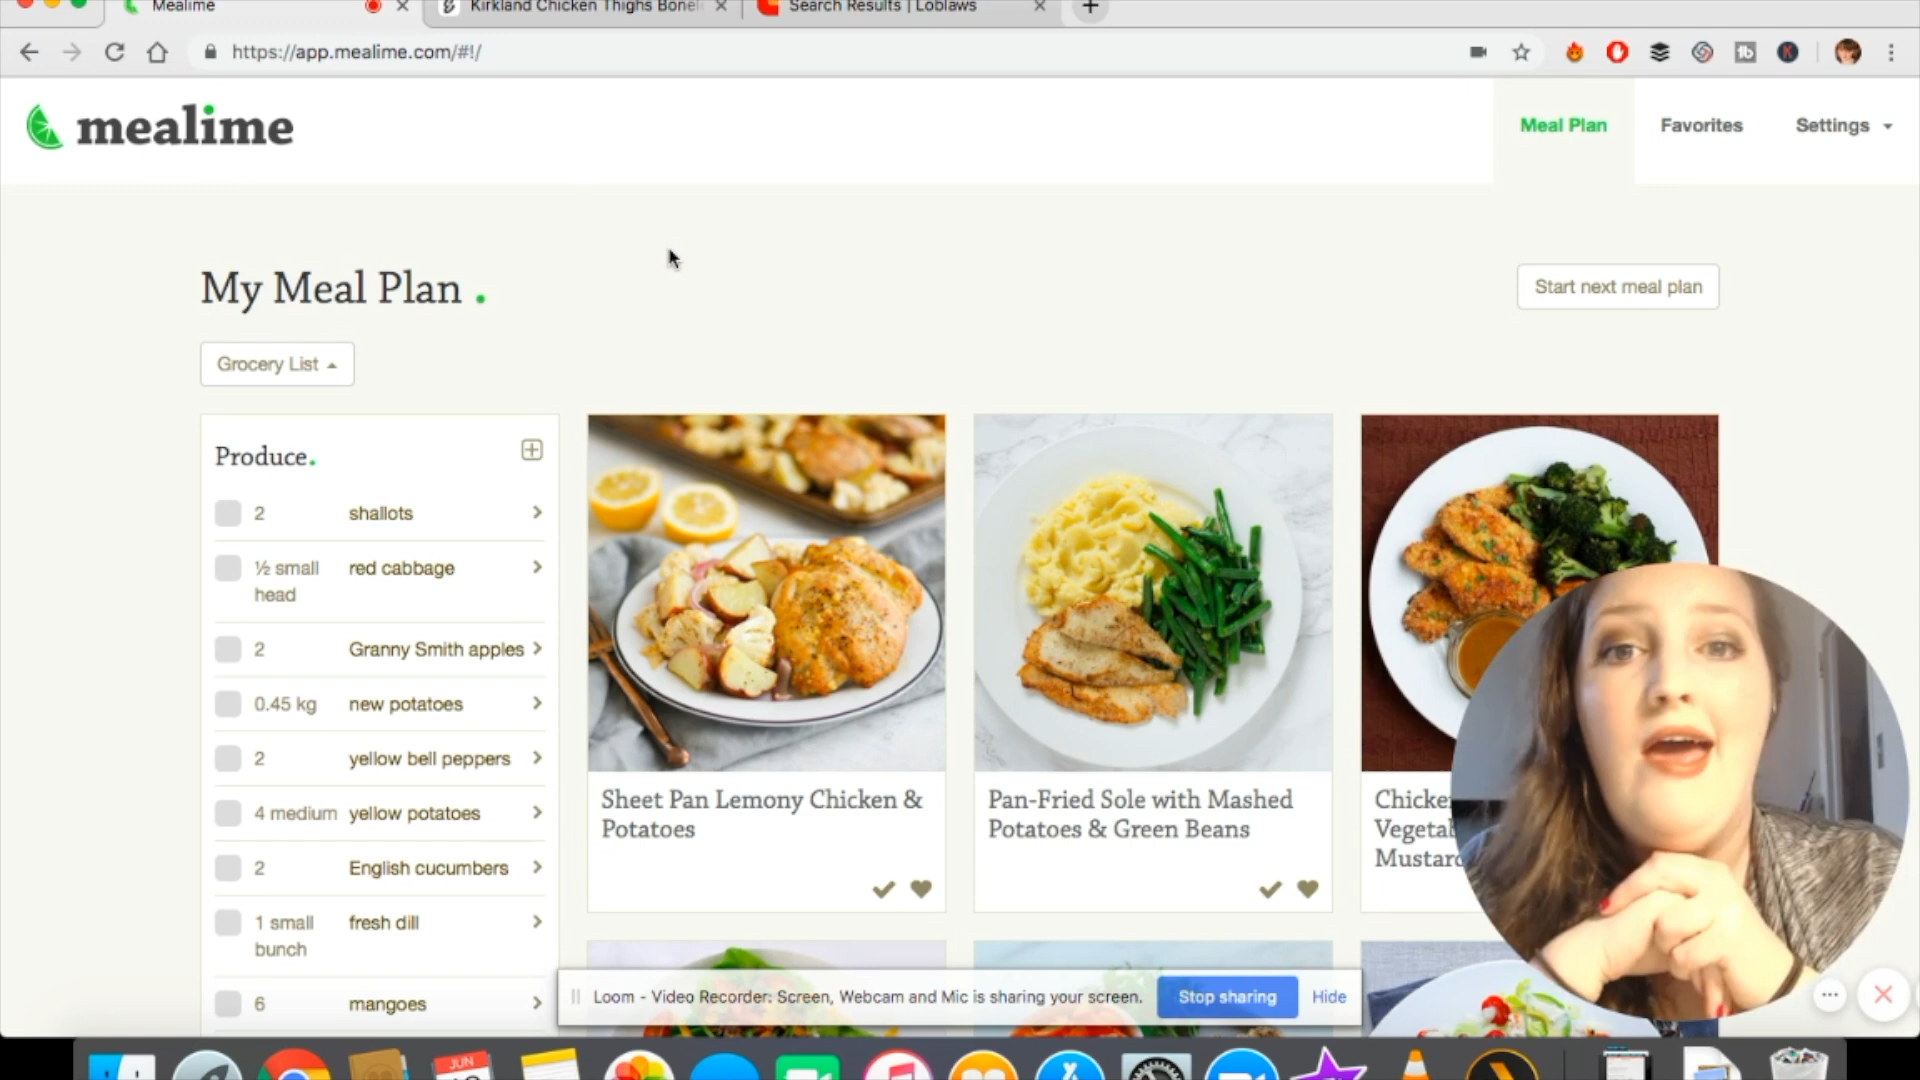 Mealime
Kirkland Chicken Thighs Bonel
Search Results | Loblaws
https://app.mealime.com/#!/
mealime
Meal Plan
Favorites
Settings
My Meal Plan .
Start next meal plan
Grocery List
Produce.
2 shallots
½ small red cabbage
head
2 Granny Smith apples
0.45 kg new potatoes
2 yellow bell peppers
4 medium yellow potatoes
2 English cucumbers
1 small fresh dill
bunch
6 mangoes
Sheet Pan Lemony Chicken &
Potatoes
Pan-Fried Sole with Mashed
Potatoes & Green Beans
Chicke
Vegetab
Mustard
Loom - Video Recorder: Screen, Webcam and Mic is sharing your screen.
Stop sharing
Hide
JUN